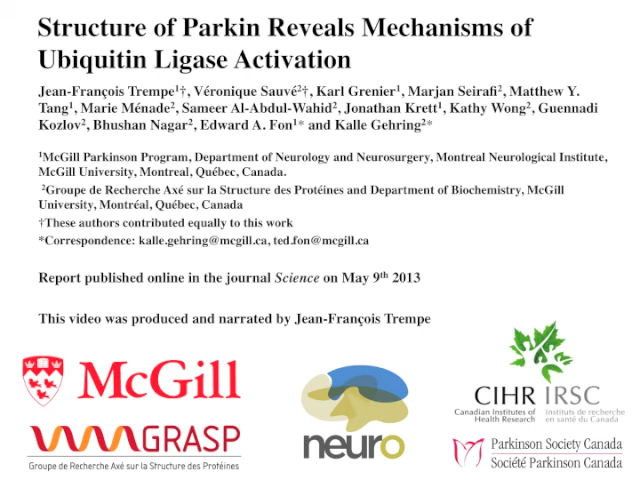 Structure of Parkin Reveals Mechanisms of
Ubiquitin Ligase Activation
Jean-François Trempe¹†, Véronique Sauvé²†, Karl Grenier¹, Marjan Seirafi², Matthew Y.
Tang¹, Marie Ménade², Sameer Al-Abdul-Wahid², Jonathan Krett¹, Kathy Wong², Guennadi
Kozlov², Bhushan Nagar², Edward A. Fon¹* and Kalle Gehring²*
¹McGill Parkinson Program, Department of Neurology and Neurosurgery, Montreal Neurological Institute,
McGill University, Montreal, Québec, Canada.
²Groupe de Recherche Axé sur la Structure des Protéines and Department of Biochemistry, McGill
University, Montréal, Québec, Canada
†These authors contributed equally to this work
*Correspondence: kalle.gehring@mcgill.ca, ted.fon@mcgill.ca
Report published online in the journal Science on May 9th 2013
This video was produced and narrated by Jean-François Trempe
McGill
GRASP
Groupe de Recherche Axé sur la Structure des Protéines
neuro
CIHR IRSC
Canadian Institutes of Health Research
Instituts de recherche en santé du Canada
Parkinson Society Canada
Société Parkinson Canada